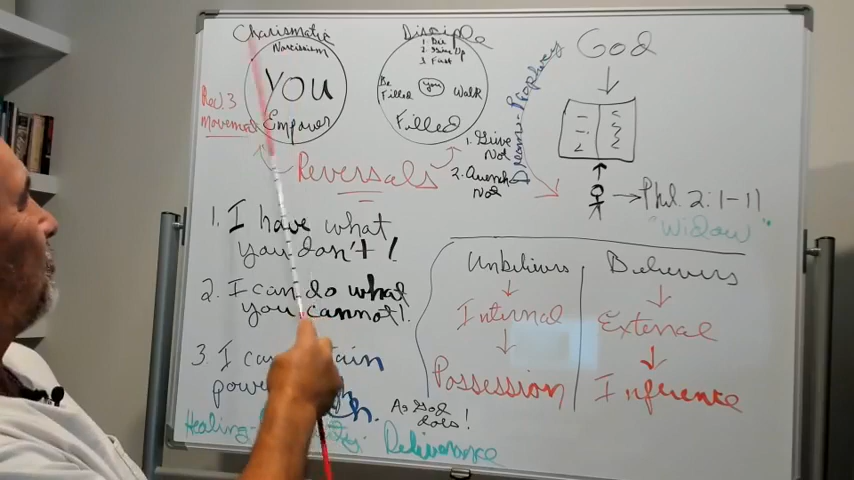 Charismatic
Narcissism
YOU
Empower
Rev. 3
Movement
Disciple
1. Die
2. Give Up
3. Fast
Be
Filled
You
Walk
Filled
Reversals
1. Give
Not
2. Quench
Not
Dreams - Prophecy
God
Phil. 2:1-11
"Widow"
1. I have what
you don't!
2. I can do what
you cannot!
3. I can
Unbelivers
Internal
Possession
Believers
External
Influence
As God
does!
Healing -
Deliverance